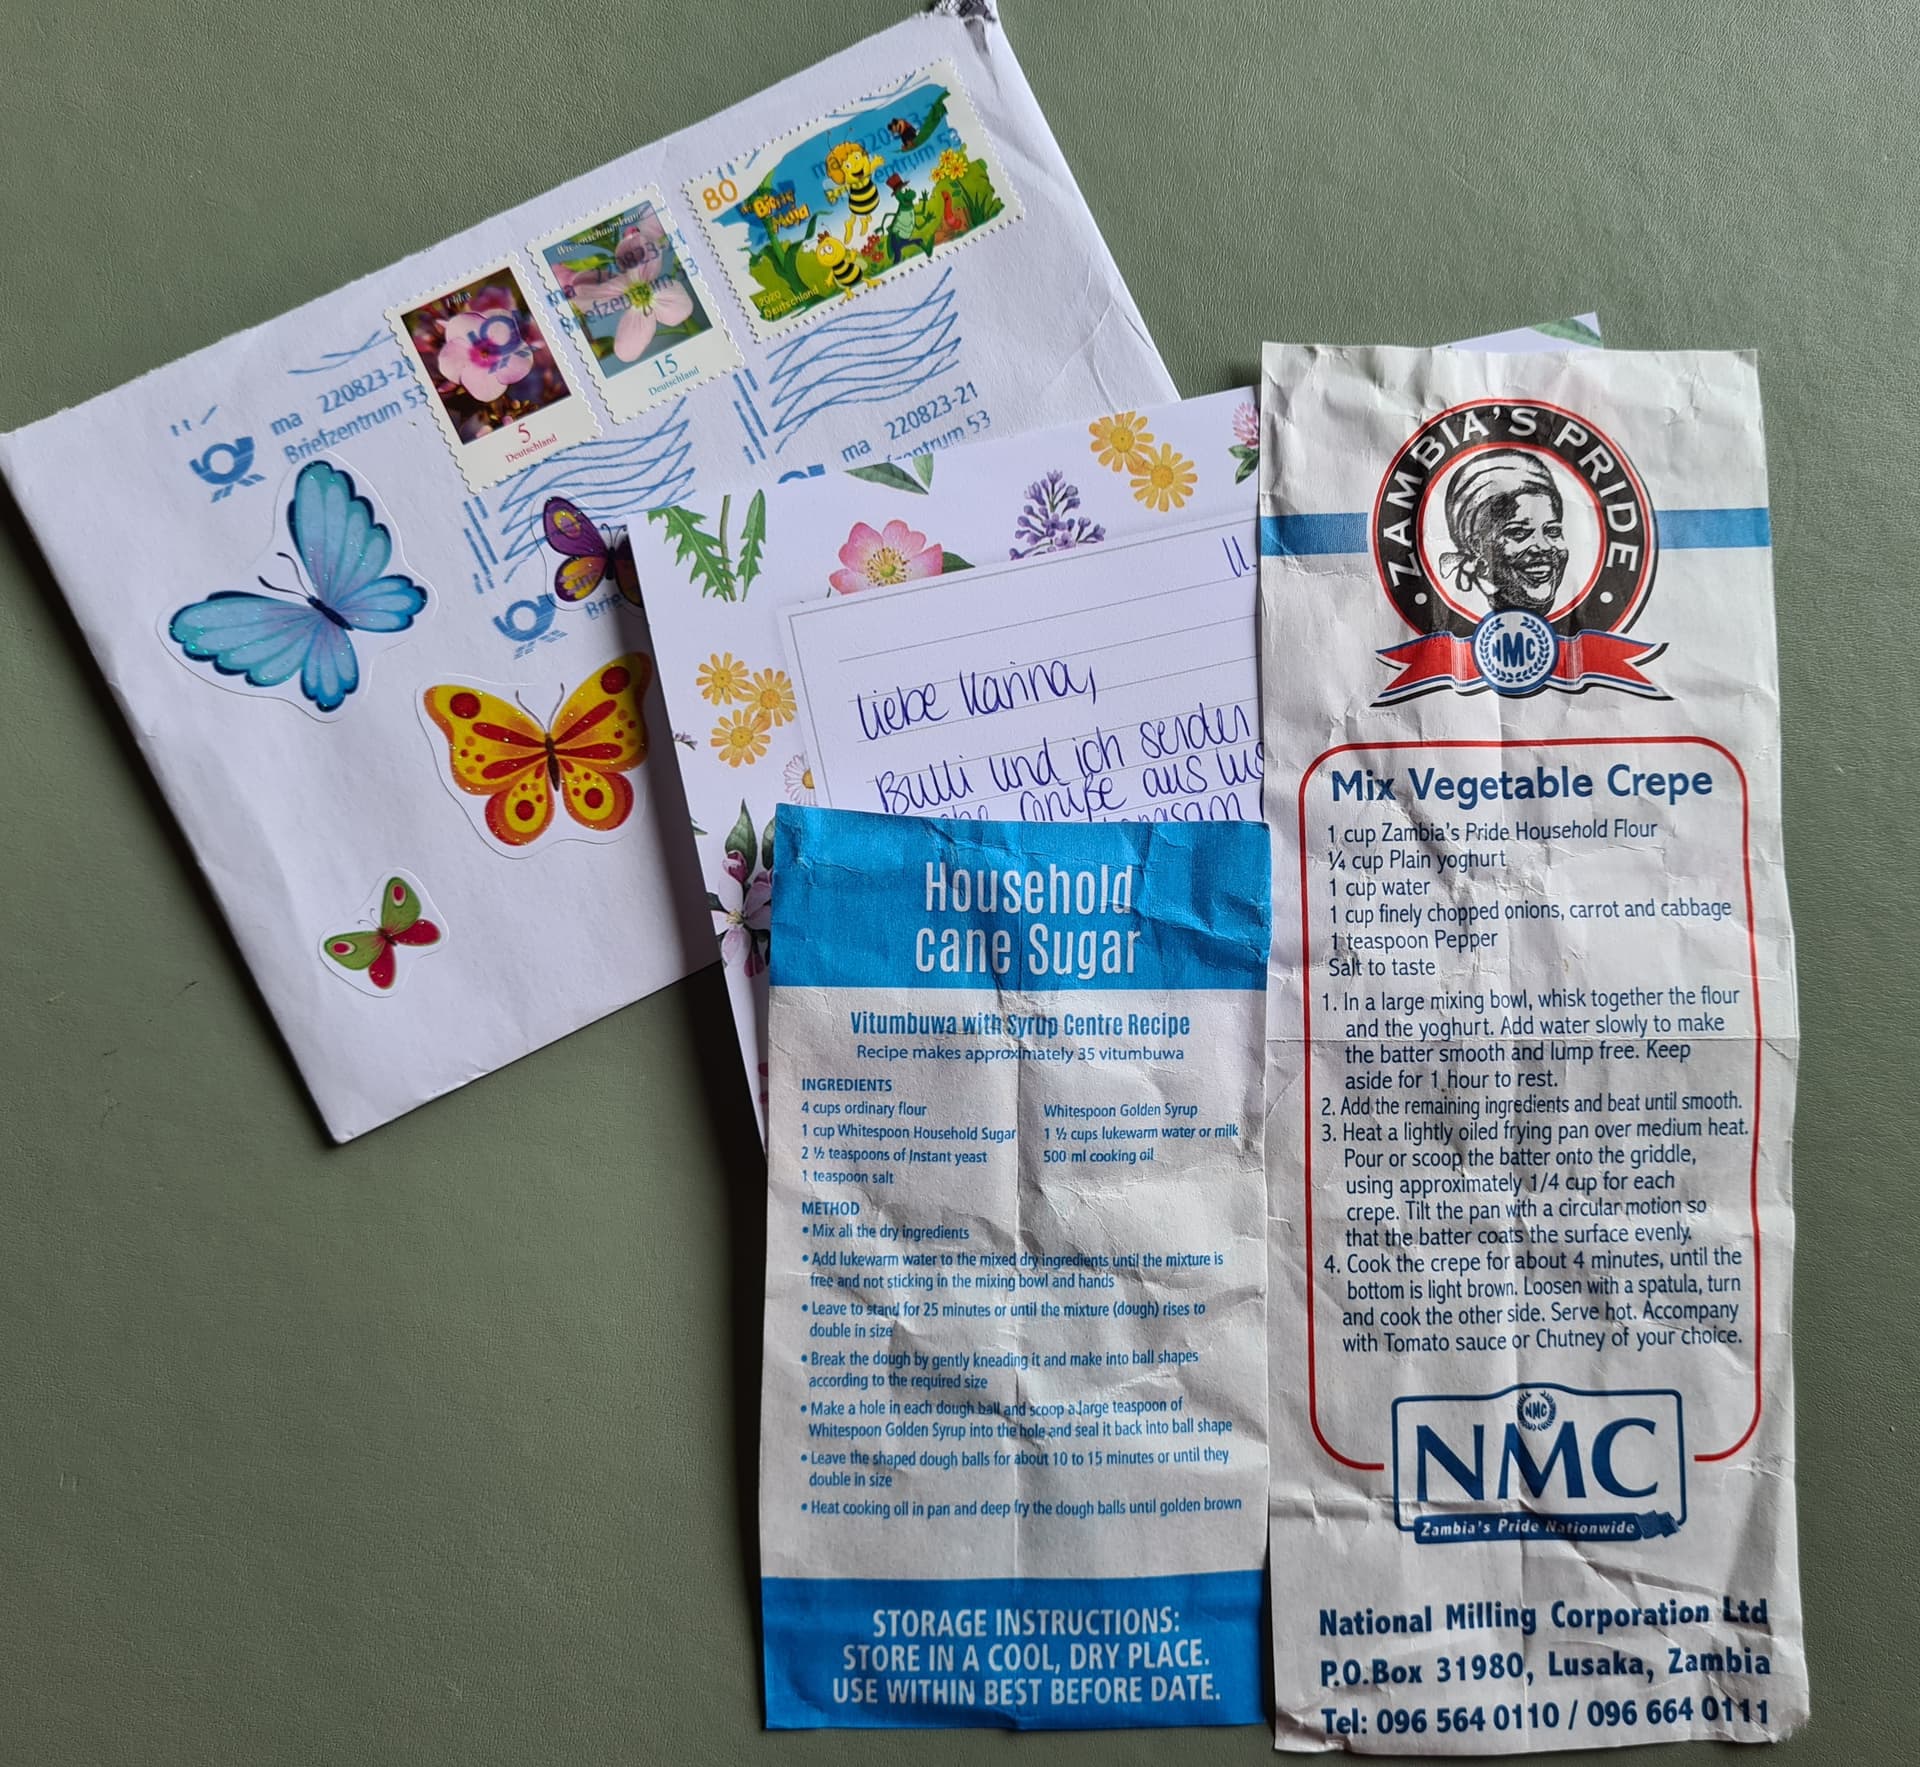 80
Biene
Maja
2020
Deutschland
ma 220823-21
Briefzentrum 53
Wiesenschaumkraut
15
Deutschland
ma 220823-21
Briefzentrum 53
Phlox
5
Deutschland
ma 220823-21
Briefzentrum 53
ma 220823-21
entrum 53
Brie
Liebe Karina,
Bulli und ich senden
Grüße aus
langsam
Household
cane Sugar
Vitumbuwa with Syrup Centre Recipe
Recipe makes approximately 35 vitumbuwa
INGREDIENTS
4 cups ordinary flour
1 cup Whitespoon Household Sugar
2 ½ teaspoons of Instant yeast
1 teaspoon salt
Whitespoon Golden Syrup
1 ½ cups lukewarm water or milk
500 ml cooking oil
METHOD
• Mix all the dry ingredients
• Add lukewarm water to the mixed dry ingredients until the mixture is
free and not sticking in the mixing bowl and hands
• Leave to stand for 25 minutes or until the mixture (dough) rises to
double in size
• Break the dough by gently kneading it and make into ball shapes
according to the required size
• Make a hole in each dough ball and scoop a large teaspoon of
Whitespoon Golden Syrup into the hole and seal it back into ball shape
• Leave the shaped dough balls for about 10 to 15 minutes or until they
double in size
• Heat cooking oil in pan and deep fry the dough balls until golden brown
STORAGE INSTRUCTIONS:
STORE IN A COOL, DRY PLACE.
USE WITHIN BEST BEFORE DATE.
• ZAMBIA'S PRIDE •
NMC
Mix Vegetable Crepe
1 cup Zambia's Pride Household Flour
¼ cup Plain yoghurt
1 cup water
1 cup finely chopped onions, carrot and cabbage
1 teaspoon Pepper
Salt to taste
1. In a large mixing bowl, whisk together the flour
and the yoghurt. Add water slowly to make
the batter smooth and lump free. Keep
aside for 1 hour to rest.
2. Add the remaining ingredients and beat until smooth.
3. Heat a lightly oiled frying pan over medium heat.
Pour or scoop the batter onto the griddle,
using approximately 1/4 cup for each
crepe. Tilt the pan with a circular motion so
that the batter coats the surface evenly.
4. Cook the crepe for about 4 minutes, until the
bottom is light brown. Loosen with a spatula, turn
and cook the other side. Serve hot. Accompany
with Tomato sauce or Chutney of your choice.
NMC
NMC
Zambia's Pride Nationwide
National Milling Corporation Ltd
P.O.Box 31980, Lusaka, Zambia
Tel: 096 564 0110 / 096 664 0111